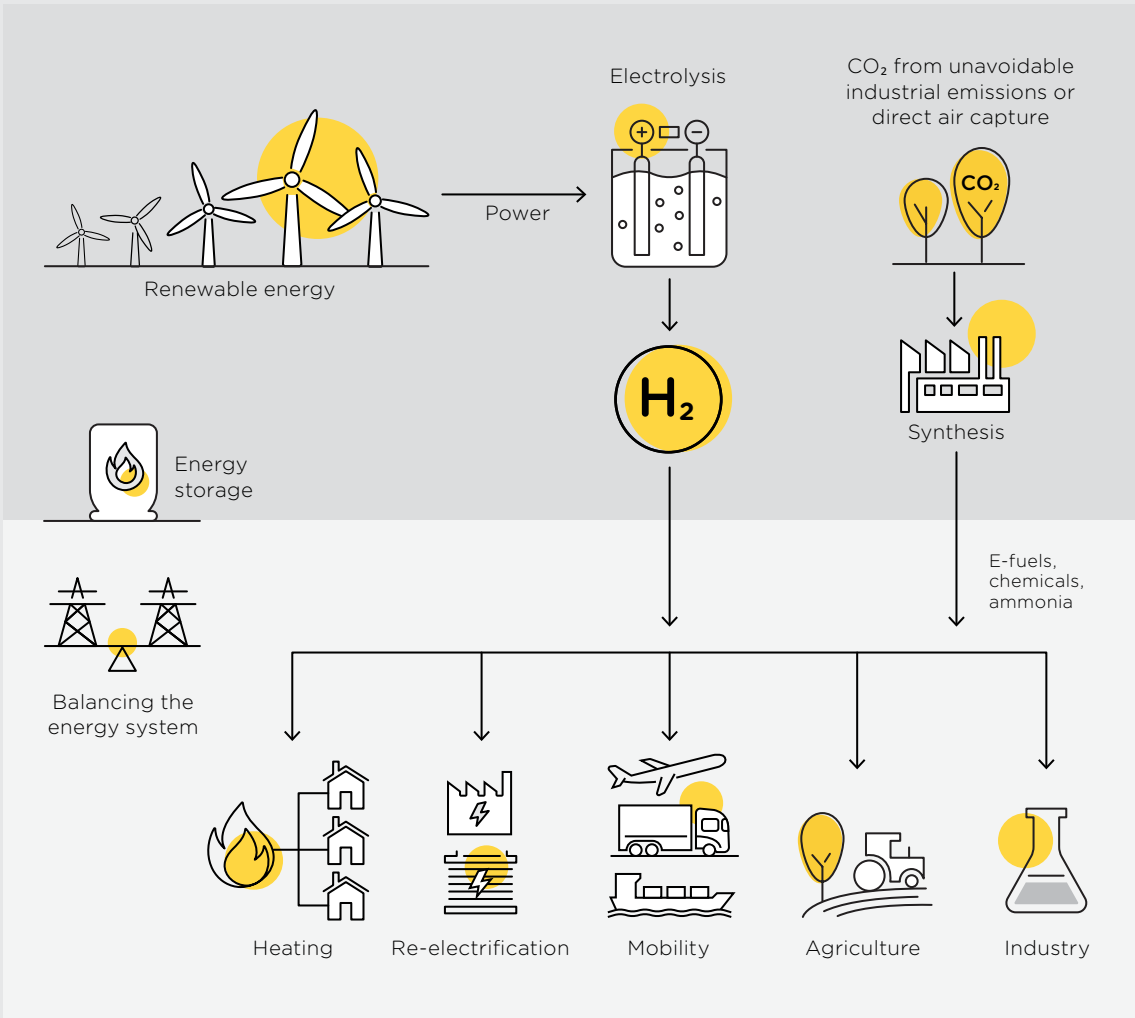 Electrolysis
CO₂ from unavoidable
industrial emissions or
direct air capture
+
−
CO₂
Power
Renewable energy
H₂
Synthesis
Energy
storage
E-fuels,
chemicals,
ammonia
Balancing the
energy system
Heating
Re-electrification
Mobility
Agriculture
Industry